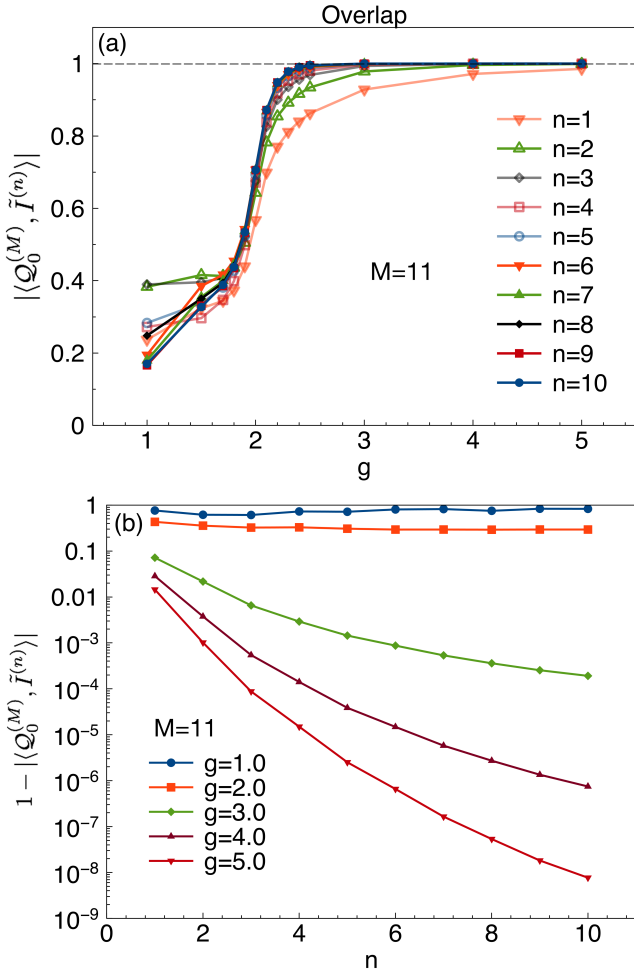 Overlap
(a)
1
0.8
0.6
0.4
0.2
0
|⟨𝒬₀⁽ᴹ⁾, Ĩ⁽ⁿ⁾⟩|
n=1
n=2
n=3
n=4
n=5
n=6
n=7
n=8
n=9
n=10
M=11
1 2 3 4 5
g
(b)
1
0.1
0.01
10⁻³
10⁻⁴
10⁻⁵
10⁻⁶
10⁻⁷
10⁻⁸
10⁻⁹
1 − |⟨𝒬₀⁽ᴹ⁾, Ĩ⁽ⁿ⁾⟩|
M=11
g=1.0
g=2.0
g=3.0
g=4.0
g=5.0
0 2 4 6 8 10
n